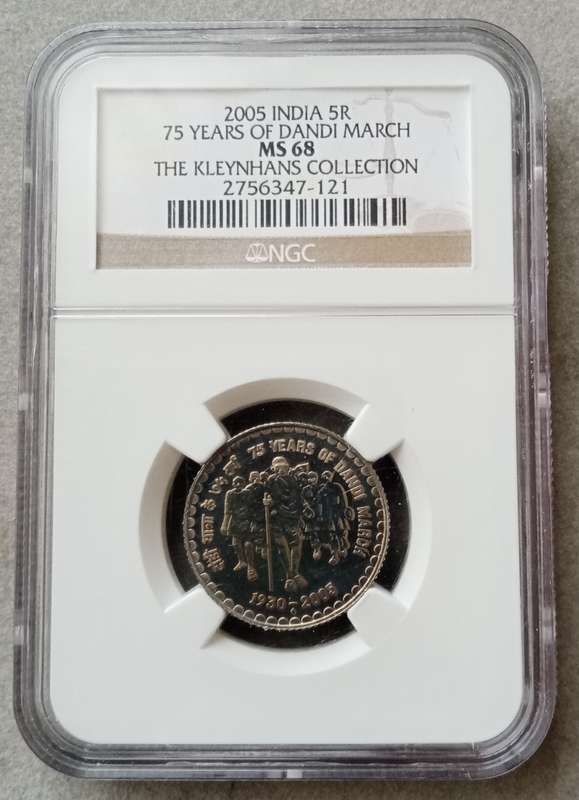 2005 INDIA 5R
75 YEARS OF DANDI MARCH
MS 68
THE KLEYNHANS COLLECTION
2756347-121
NGC
75 YEARS OF DANDI MARCH
1930-2005